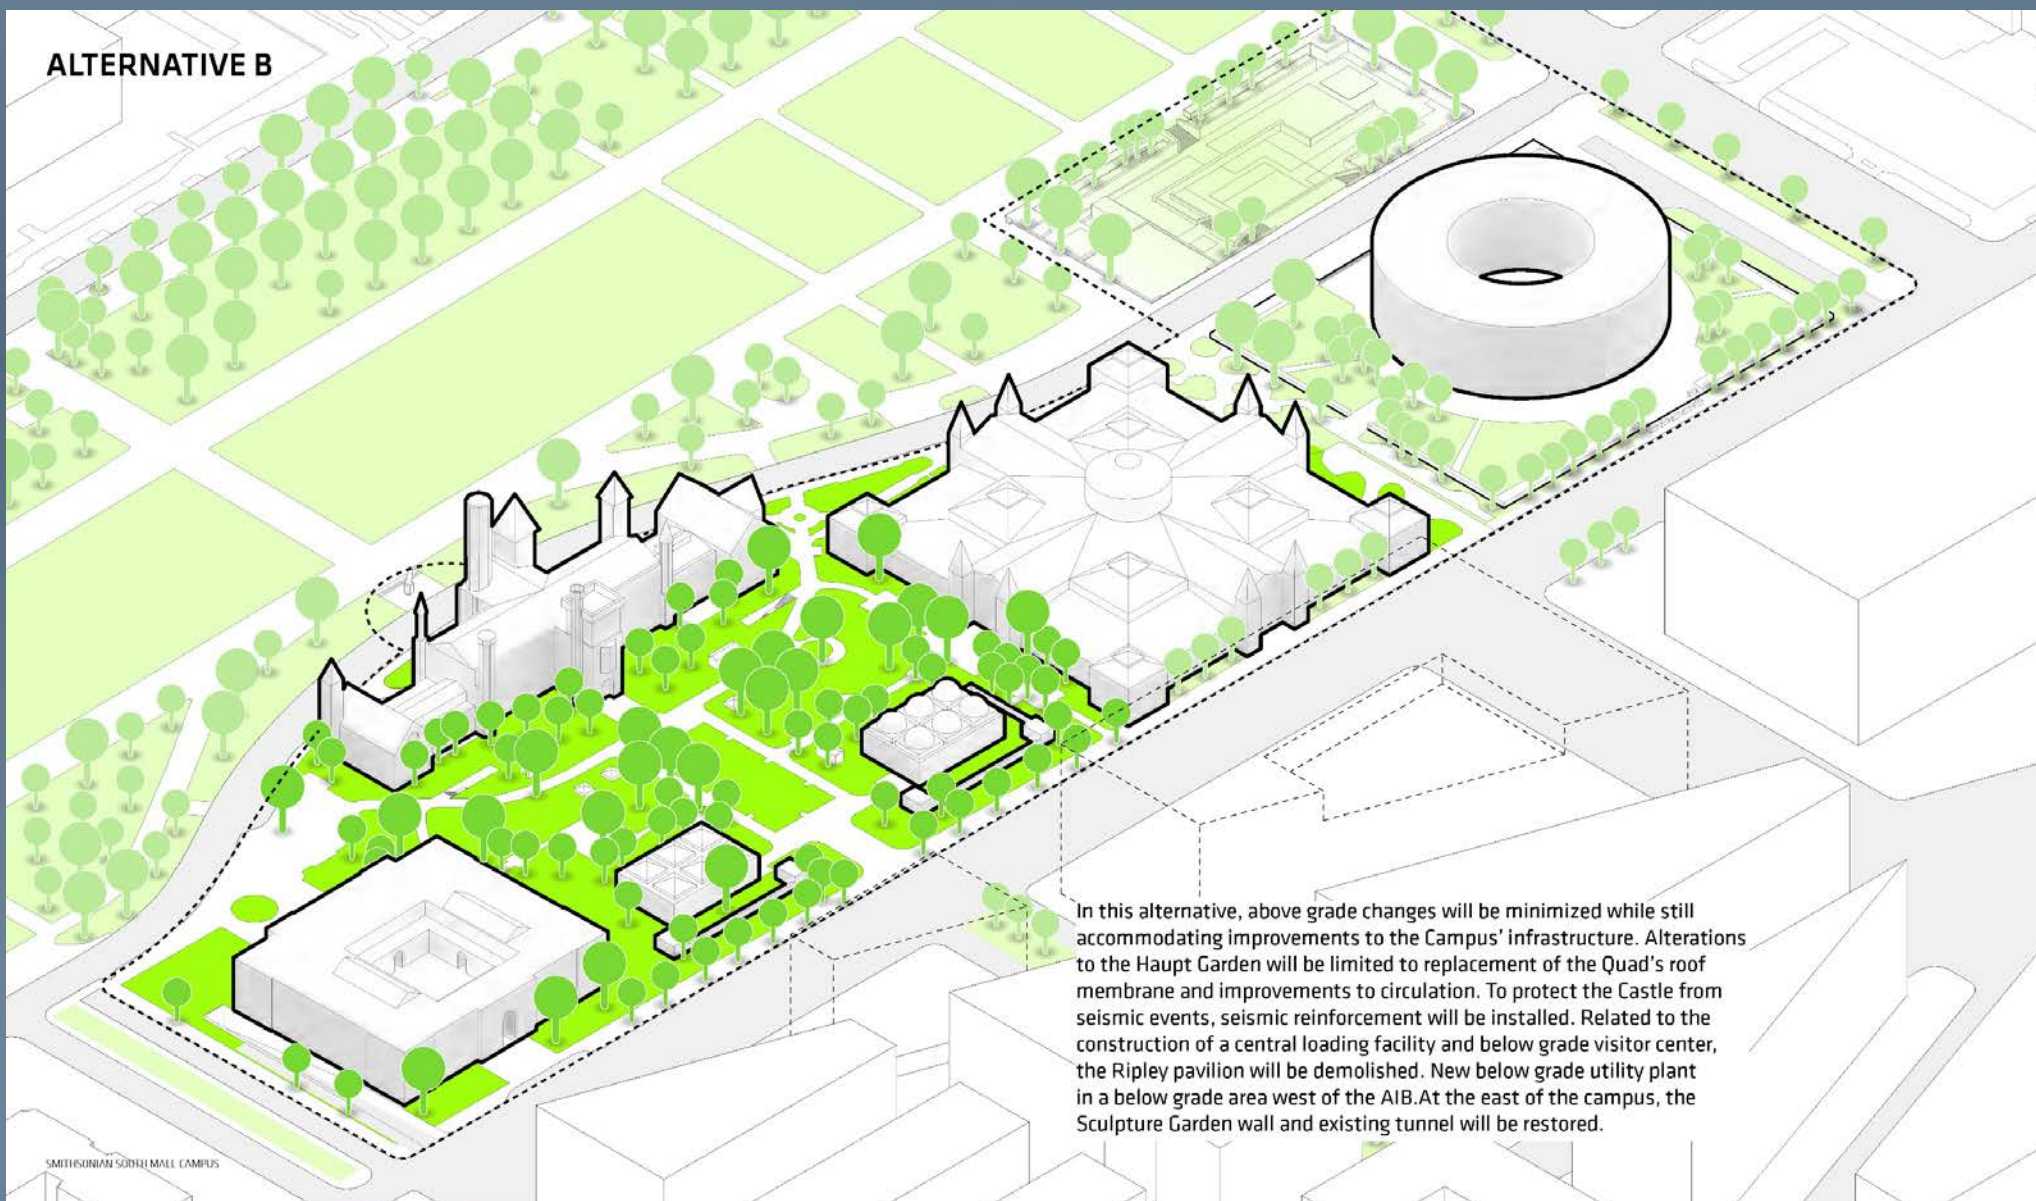 ALTERNATIVE B
In this alternative, above grade changes will be minimized while still
accommodating improvements to the Campus' infrastructure. Alterations
to the Haupt Garden will be limited to replacement of the Quad's roof
membrane and improvements to circulation. To protect the Castle from
seismic events, seismic reinforcement will be installed. Related to the
construction of a central loading facility and below grade visitor center,
the Ripley pavilion will be demolished. New below grade utility plant
in a below grade area west of the AIB.At the east of the campus, the
Sculpture Garden wall and existing tunnel will be restored.
SMITHSONIAN SOUTH MALL CAMPUS